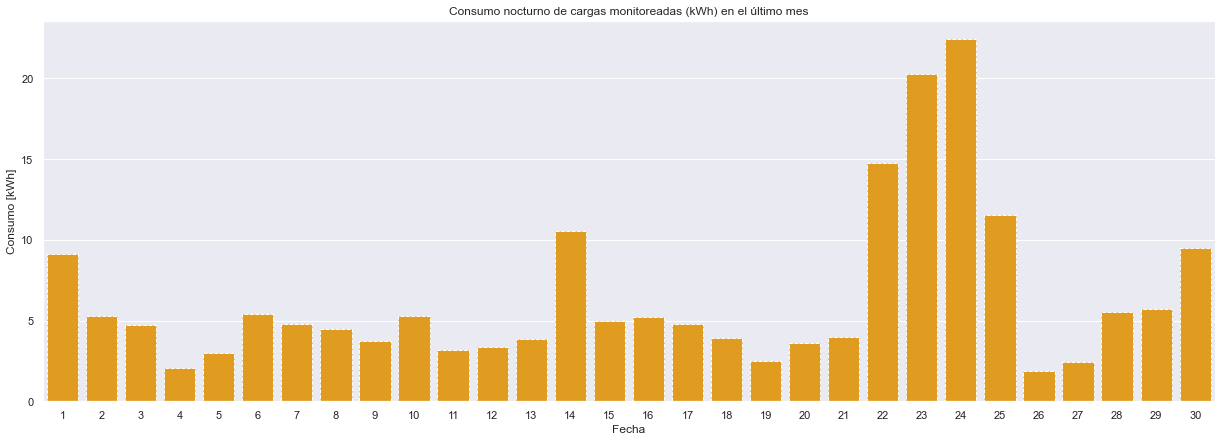 Consumo nocturno de cargas monitoreadas (kWh) en el último mes
20
15
10
5
0
Consumo [kWh]
1 2 3 4 5 6 7 8 9 10 11 12 13 14 15 16 17 18 19 20 21 22 23 24 25 26 27 28 29 30
Fecha